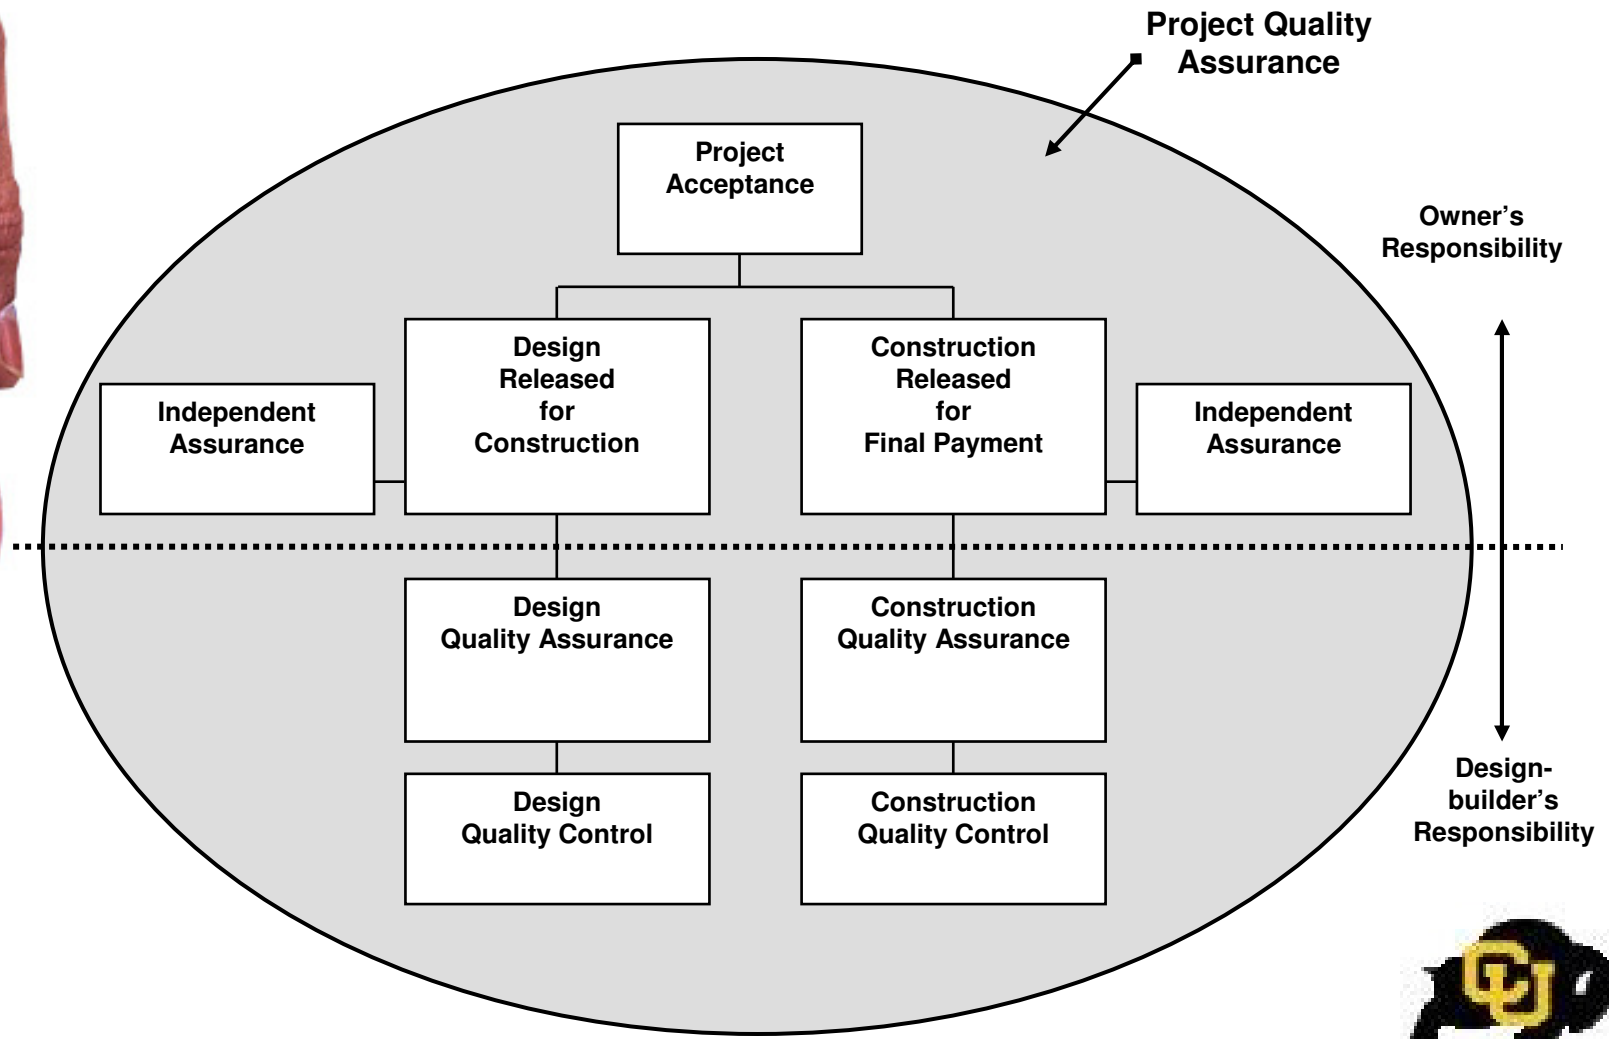 Project Quality
Assurance
Project
Acceptance
Owner’s
Responsibility
Design
Released
for
Construction
Construction
Released
for
Final Payment
Independent
Assurance
Independent
Assurance
Design
Quality Assurance
Construction
Quality Assurance
Design-
builder’s
Responsibility
Design
Quality Control
Construction
Quality Control
CU